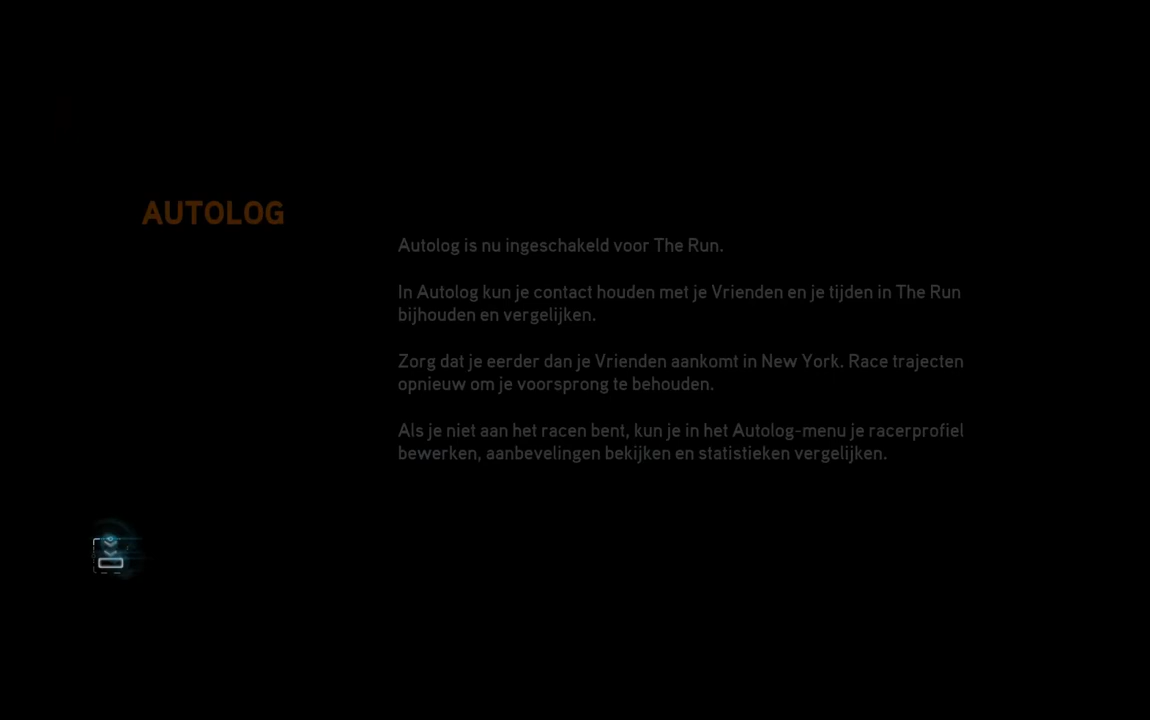 AUTOLOG
Autolog is nu ingeschakeld voor The Run.
In Autolog kun je contact houden met je Vrienden en je tijden in The Run
bijhouden en vergelijken.
Zorg dat je eerder dan je Vrienden aankomt in New York. Race trajecten
opnieuw om je voorsprong te behouden.
Als je niet aan het racen bent, kun je in het Autolog-menu je racerprofiel
bewerken, aanbevelingen bekijken en statistieken vergelijken.